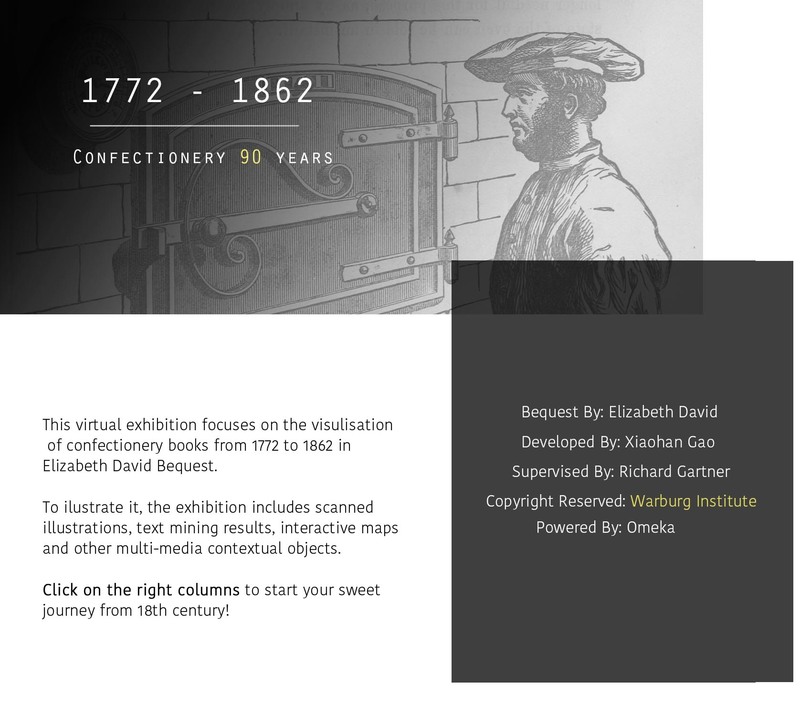 1772 - 1862
Confectionery 90 years
This virtual exhibition focuses on the visulisation
of confectionery books from 1772 to 1862 in
Elizabeth David Bequest.
To ilustrate it, the exhibition includes scanned
illustrations, text mining results, interactive maps
and other multi-media contextual objects.
Click on the right columns to start your sweet
journey from 18th century!
Bequest By: Elizabeth David
Developed By: Xiaohan Gao
Supervised By: Richard Gartner
Copyright Reserved: Warburg Institute
Powered By: Omeka